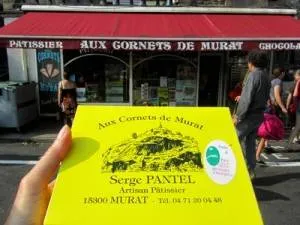 PATISSIER AUX CORNETS DE MURAT CHOCOLA
Aux Cornets de Murat
Serge PANTEL
Artisan Pâtissier
15300 MURAT - Tél. 04 71 20 04 48